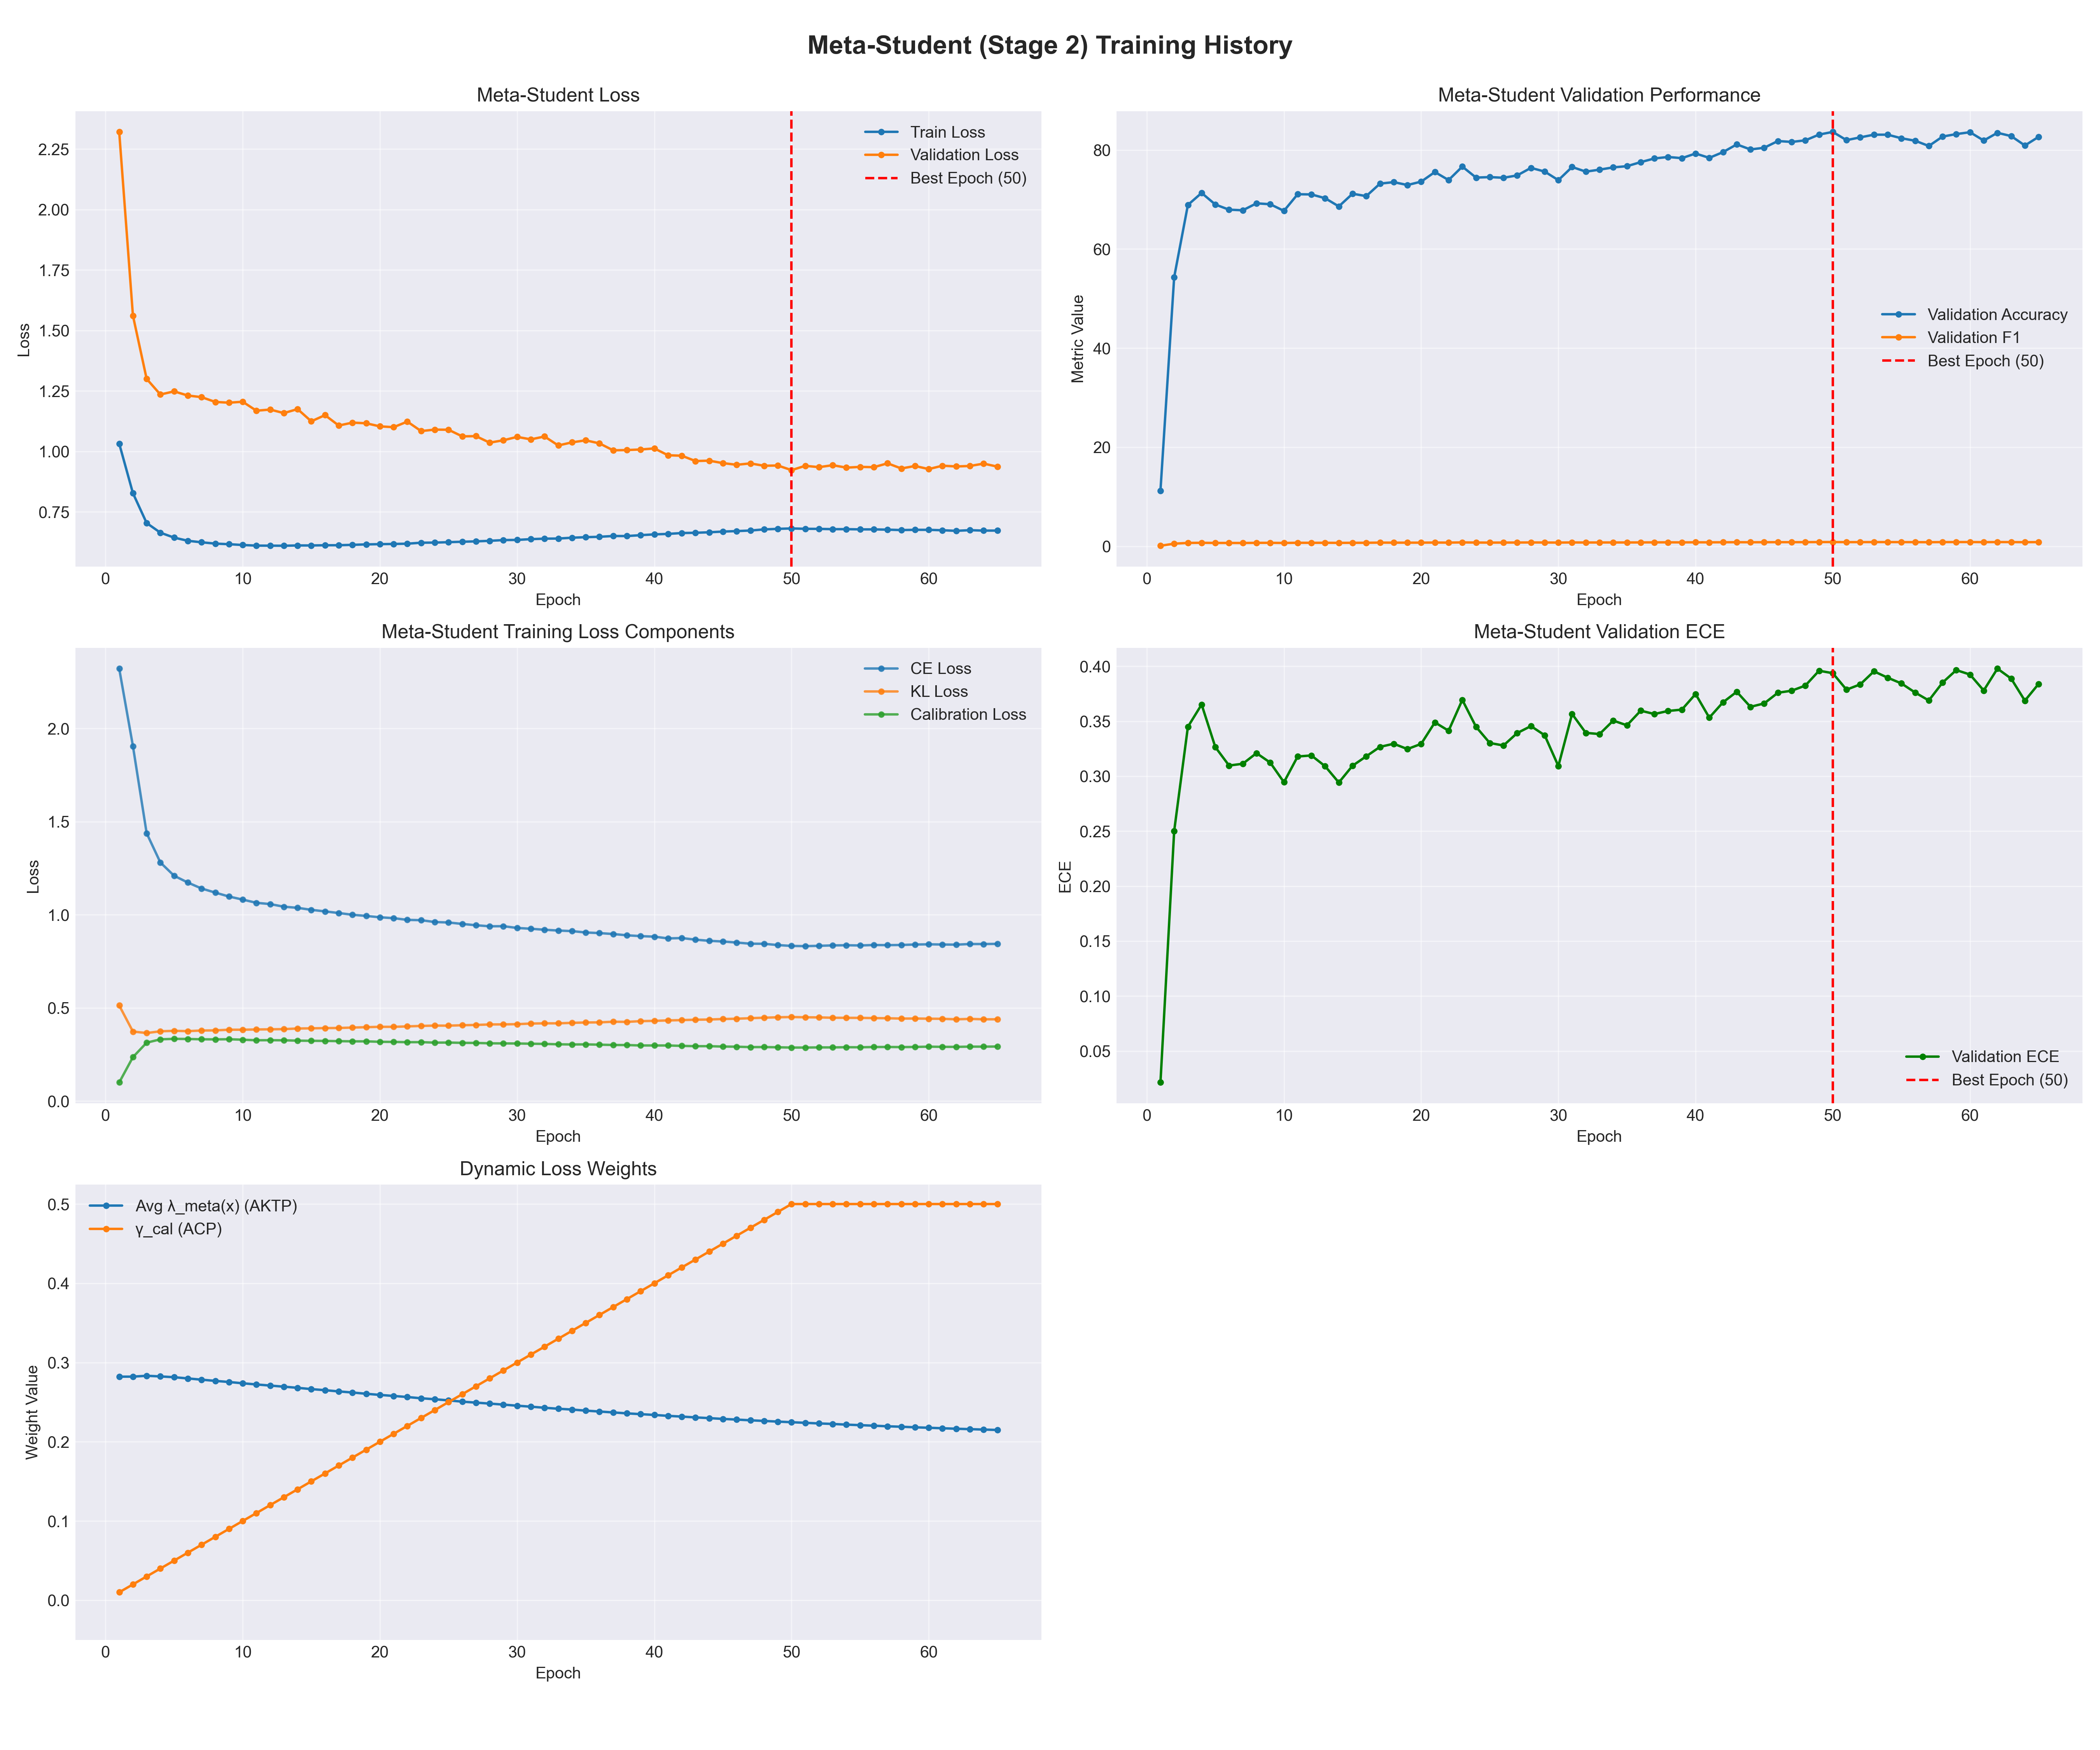 Meta-Student (Stage 2) Training History
Meta-Student Loss
Loss
2.25
2.00
1.75
1.50
1.25
1.00
0.75
Train Loss
Validation Loss
Best Epoch (50)
0 10 20 30 40 50 60
Epoch
Meta-Student Validation Performance
Metric Value
80
60
40
20
0
Validation Accuracy
Validation F1
Best Epoch (50)
0 10 20 30 40 50 60
Epoch
Meta-Student Training Loss Components
Loss
2.0
1.5
1.0
0.5
0.0
CE Loss
KL Loss
Calibration Loss
0 10 20 30 40 50 60
Epoch
Meta-Student Validation ECE
ECE
0.40
0.35
0.30
0.25
0.20
0.15
0.10
0.05
Validation ECE
Best Epoch (50)
0 10 20 30 40 50 60
Epoch
Dynamic Loss Weights
Weight Value
0.5
0.4
0.3
0.2
0.1
0.0
Avg λ_meta(x) (AKTP)
γ_cal (ACP)
0 10 20 30 40 50 60
Epoch